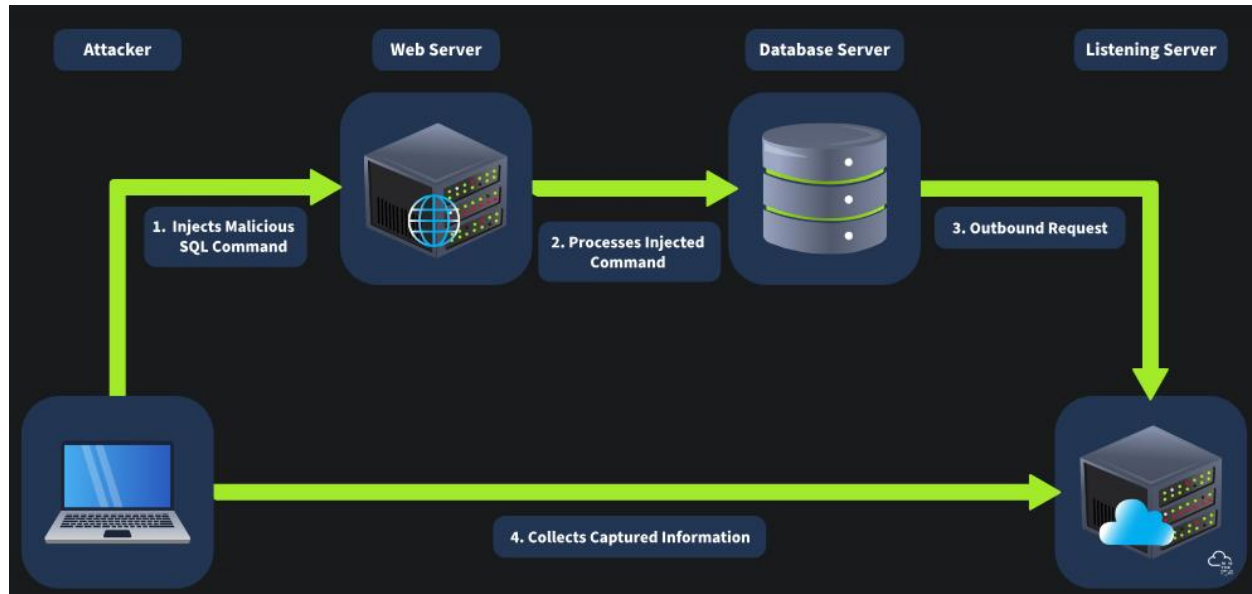 Attacker
Web Server
Database Server
Listening Server
1. Injects Malicious
SQL Command
2. Processes Injected
Command
3. Outbound Request
4. Collects Captured Information